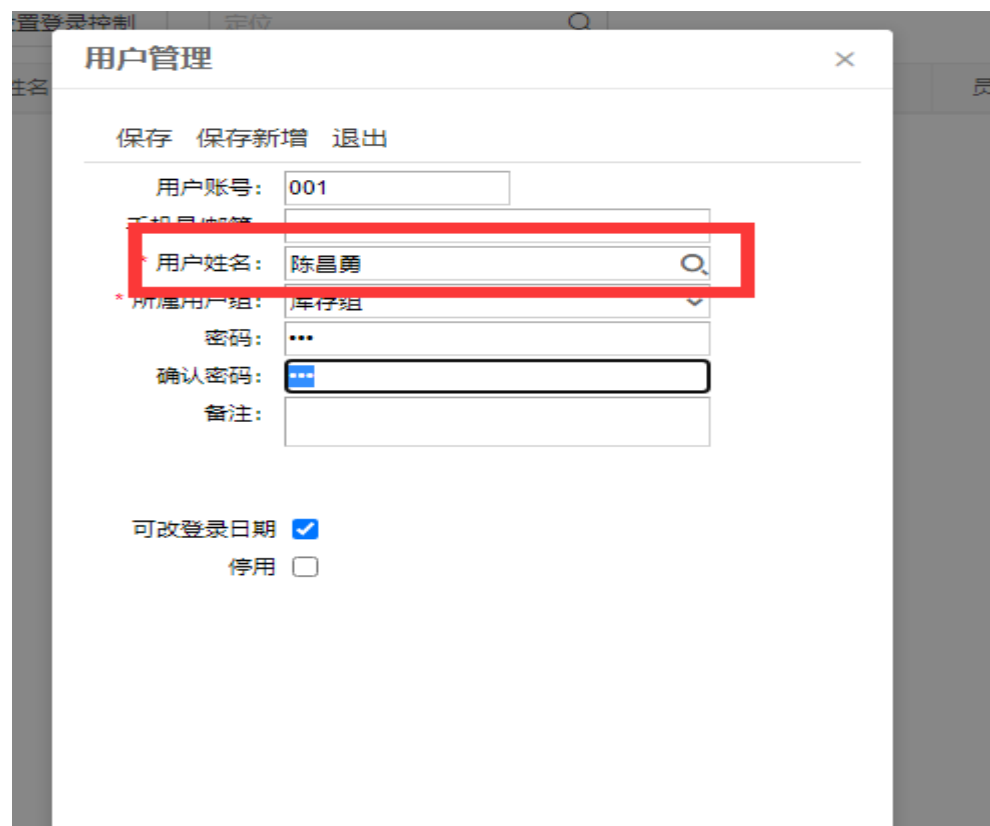 置登录控制 定位
用户管理
姓名 员
保存 保存新增 退出
用户账号: 001
* 用户姓名: 陈昌勇
* 所属用户组: 库存组
密码: •••
确认密码: •••
备注:
可改登录日期
停用